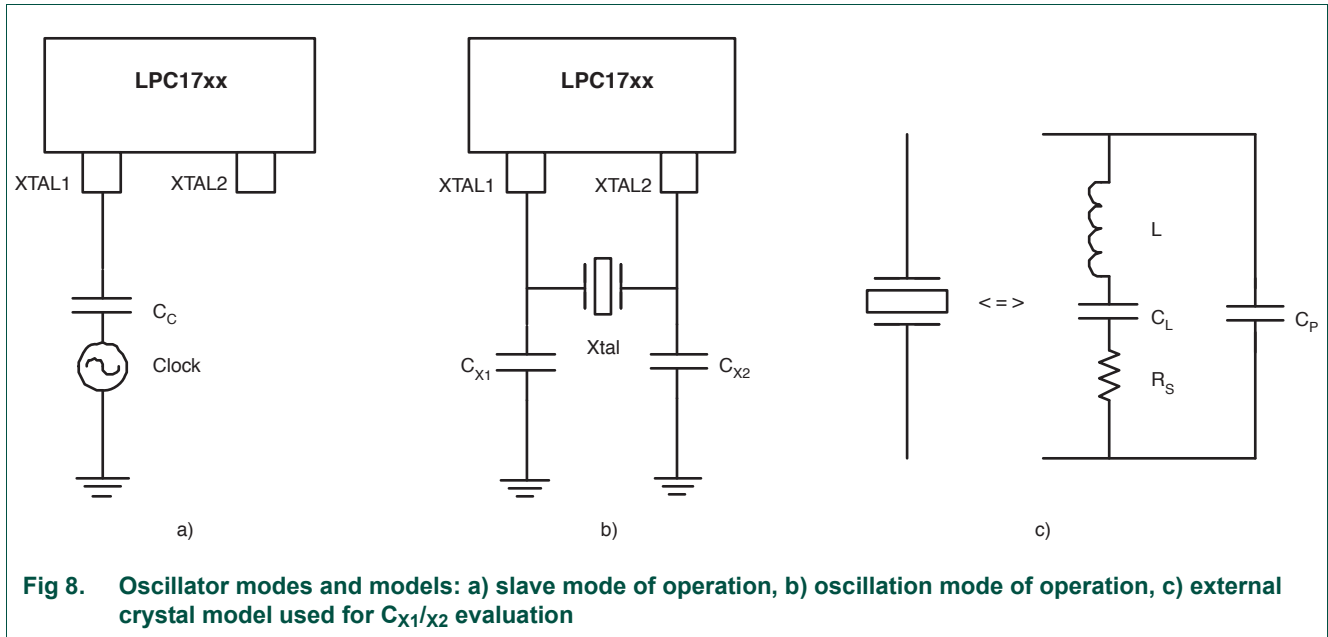 LPC17xx
XTAL1
XTAL2
C_C
Clock
a)
LPC17xx
XTAL1
XTAL2
Xtal
C_X1
C_X2
b)
< = >
L
C_L
R_S
C_P
c)
Fig 8. Oscillator modes and models: a) slave mode of operation, b) oscillation mode of operation, c) external
crystal model used for C_X1/X2 evaluation